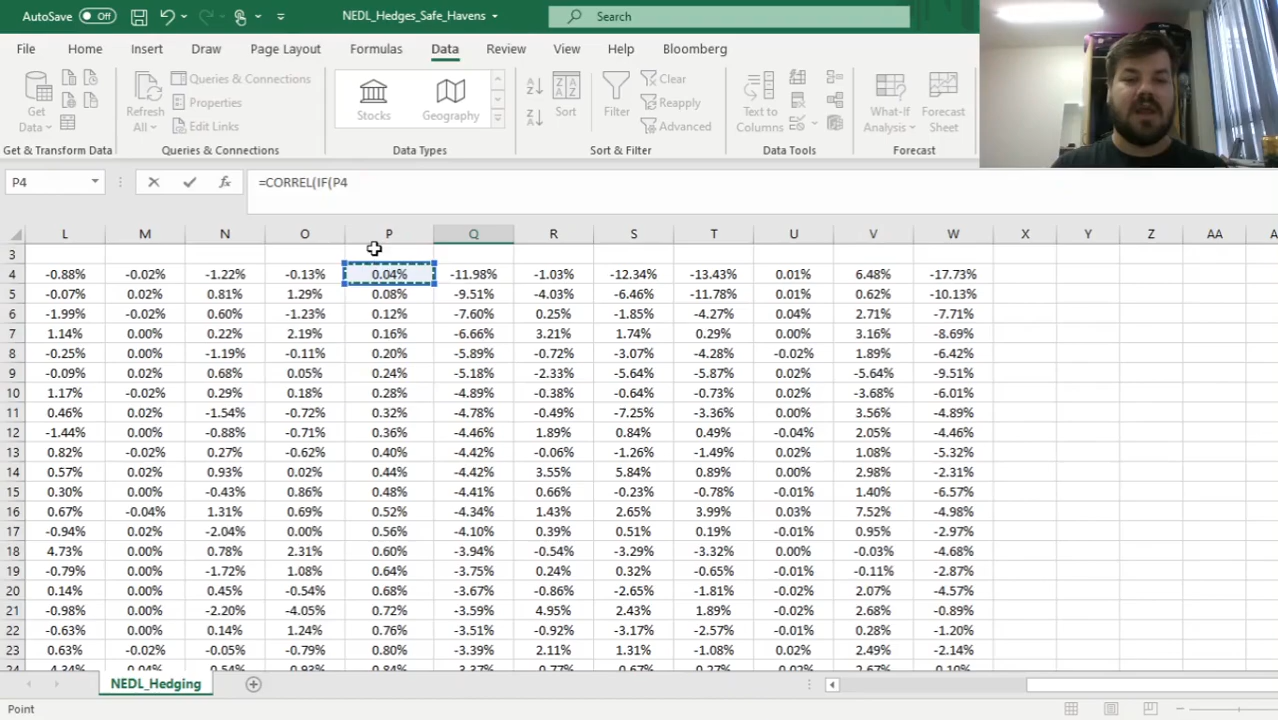 AutoSave Off NEDL_Hedges_Safe_Havens Search
File Home Insert Draw Page Layout Formulas Data Review View Help Bloomberg
Get Data Refresh All Queries & Connections Properties Edit Links Stocks Geography Sort Filter Clear Reapply Advanced Text to Columns What-If Analysis Forecast Sheet
Get & Transform Data Queries & Connections Data Types Sort & Filter Data Tools Forecast
P4 fx =CORREL(IF(P4
L M N O P Q R S T U V W X Y Z AA A
3
4 -0.88% -0.02% -1.22% -0.13% 0.04% -11.98% -1.03% -12.34% -13.43% 0.01% 6.48% -17.73%
5 -0.07% 0.02% 0.81% 1.29% 0.08% -9.51% -4.03% -6.46% -11.78% 0.01% 0.62% -10.13%
6 -1.99% -0.02% 0.60% -1.23% 0.12% -7.60% 0.25% -1.85% -4.27% 0.04% 2.71% -7.71%
7 1.14% 0.00% 0.22% 2.19% 0.16% -6.66% 3.21% 1.74% 0.29% 0.00% 3.16% -8.69%
8 -0.25% 0.00% -1.19% -0.11% 0.20% -5.89% -0.72% -3.07% -4.28% -0.02% 1.89% -6.42%
9 -0.09% 0.02% 0.68% 0.05% 0.24% -5.18% -2.33% -5.64% -5.87% 0.02% -5.64% -9.51%
10 1.17% -0.02% 0.29% 0.18% 0.28% -4.89% -0.38% -0.64% -0.73% 0.02% -3.68% -6.01%
11 0.46% 0.02% -1.54% -0.72% 0.32% -4.78% -0.49% -7.25% -3.36% 0.00% 3.56% -4.89%
12 -1.44% 0.00% -0.88% -0.71% 0.36% -4.46% 1.89% 0.84% 0.49% -0.04% 2.05% -4.46%
13 0.82% -0.02% 0.27% -0.62% 0.40% -4.42% -0.06% -1.26% -1.49% 0.02% 1.08% -5.32%
14 0.57% 0.02% 0.93% 0.02% 0.44% -4.42% 3.55% 5.84% 0.89% 0.00% 2.98% -2.31%
15 0.30% 0.00% -0.43% 0.86% 0.48% -4.41% 0.66% -0.23% -0.78% -0.01% 1.40% -6.57%
16 0.67% -0.04% 1.31% 0.69% 0.52% -4.34% 1.43% 2.65% 3.99% 0.03% 7.52% -4.98%
17 -0.94% 0.02% -2.04% 0.00% 0.56% -4.10% 0.39% 0.51% 0.19% -0.01% 0.95% -2.97%
18 4.73% 0.00% 0.78% 2.31% 0.60% -3.94% -0.54% -3.29% -3.32% 0.00% -0.03% -4.68%
19 -0.79% 0.00% -1.72% 1.08% 0.64% -3.75% 0.24% 0.32% -0.65% -0.01% -0.11% -2.87%
20 0.14% 0.00% 0.45% -0.54% 0.68% -3.67% -0.86% -2.65% -1.81% -0.02% 2.07% -4.57%
21 -0.98% 0.00% -2.20% -4.05% 0.72% -3.59% 4.95% 2.43% 1.89% -0.02% 2.68% -0.89%
22 -0.63% 0.00% 0.14% 1.24% 0.76% -3.51% -0.92% -3.17% -2.57% -0.01% 0.28% -1.20%
23 0.63% -0.02% -0.05% -0.79% 0.80% -3.39% 2.11% 1.31% -1.08% 0.02% 2.49% -2.14%
NEDL_Hedging
Point